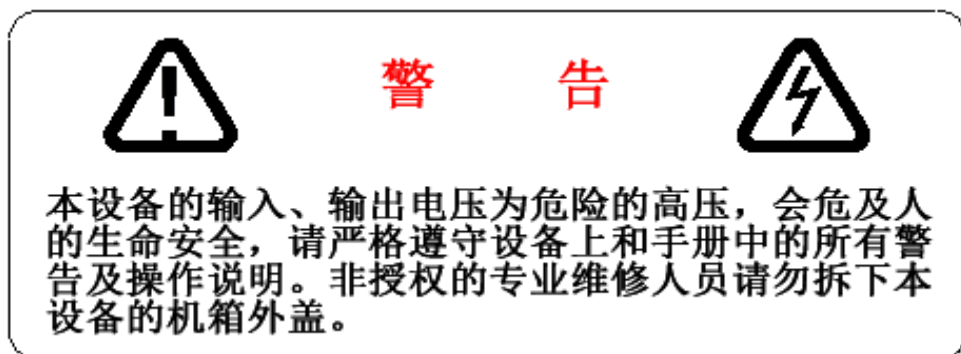 警 告
本设备的输入、输出电压为危险的高压，会危及人
的生命安全，请严格遵守设备上和手册中的所有警
告及操作说明。非授权的专业维修人员请勿拆下本
设备的机箱外盖。